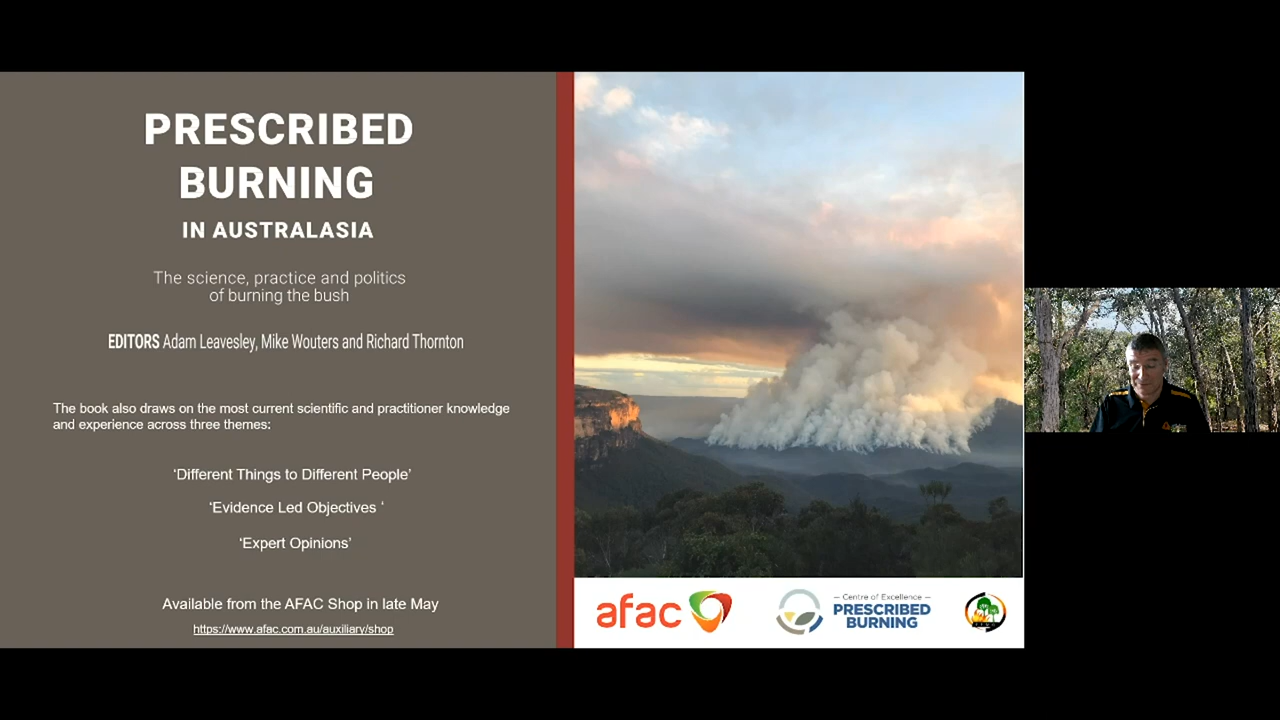 PRESCRIBED
BURNING
IN AUSTRALASIA
The science, practice and politics
of burning the bush
EDITORS Adam Leavesley, Mike Wouters and Richard Thornton
The book also draws on the most current scientific and practitioner knowledge
and experience across three themes:
‘Different Things to Different People’
‘Evidence Led Objectives ‘
‘Expert Opinions’
Available from the AFAC Shop in late May
https://www.afac.com.au/auxiliary/shop
afac
— Centre of Excellence —
PRESCRIBED
BURNING